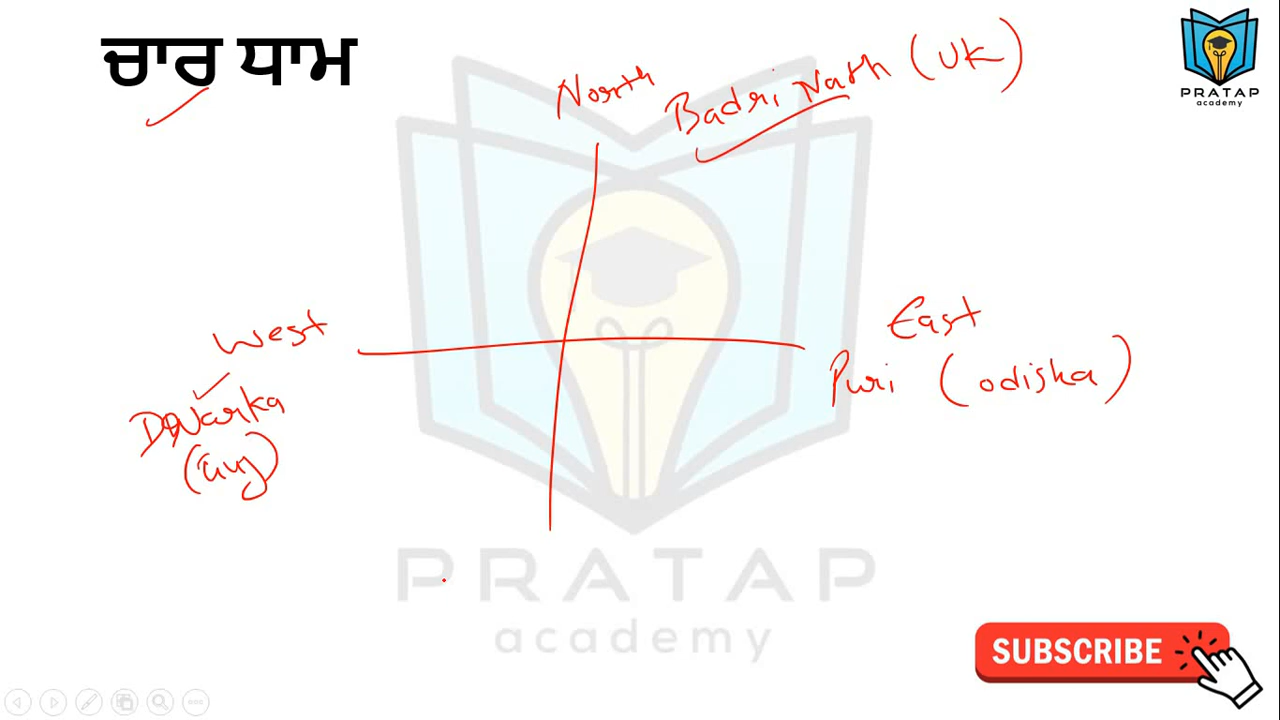 ਚਾਰ ਧਾਮ
PRATAP
academy
North
Badri Nath (UK)
West
East
Dwarka
(Guj)
Puri (odisha)
PRATAP
academy
SUBSCRIBE